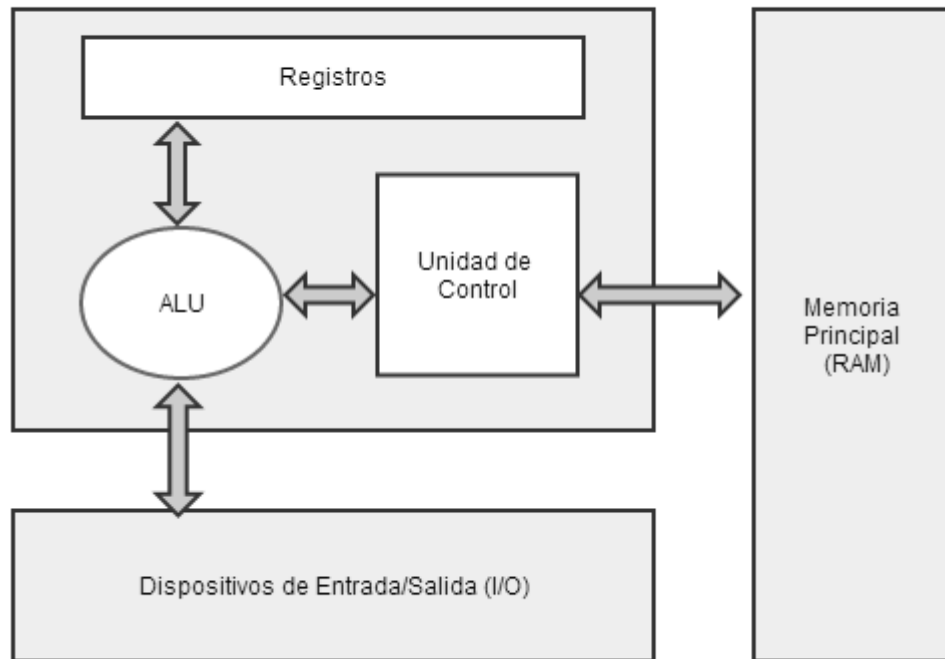 Registros
ALU
Unidad de
Control
Memoria
Principal
(RAM)
Dispositivos de Entrada/Salida (I/O)